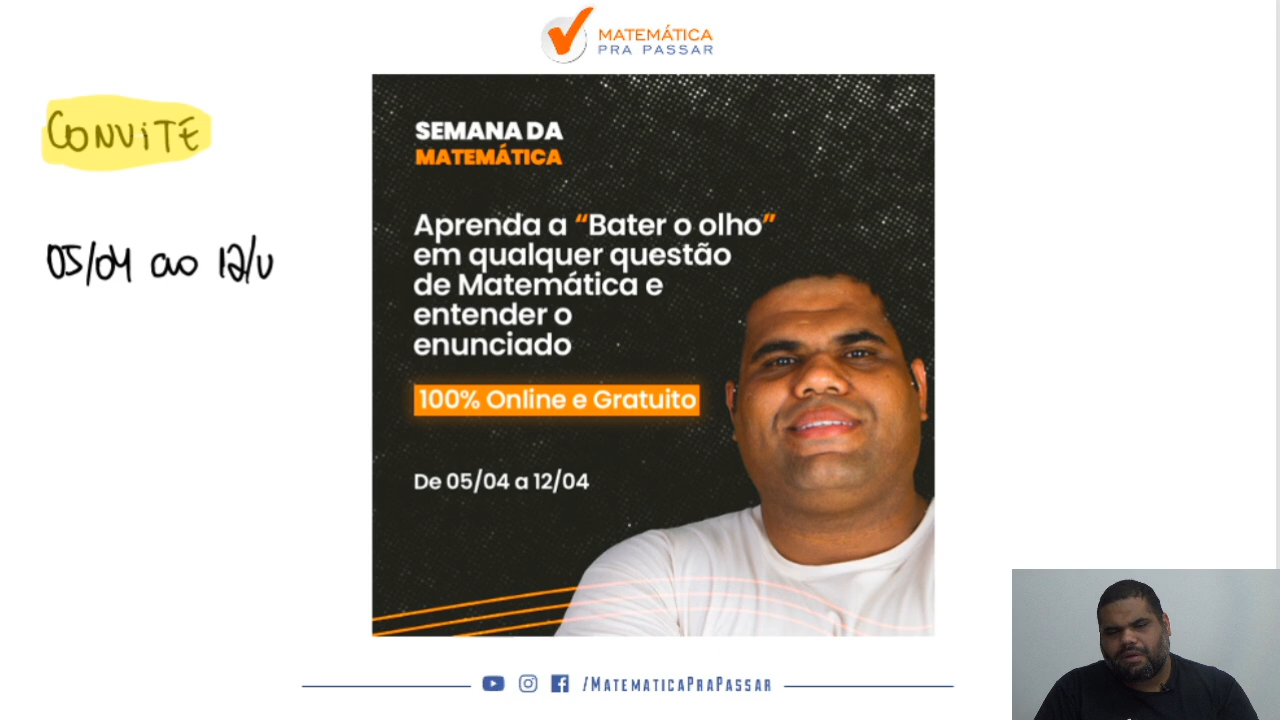 MATEMÁTICA
PRA PASSAR
CONVITE
05/04 ao 12/0
SEMANA DA
MATEMÁTICA
Aprenda a “Bater o olho”
em qualquer questão
de Matemática e
entender o
enunciado
100% Online e Gratuito
De 05/04 a 12/04
/MATEMATICAPRAPASSAR